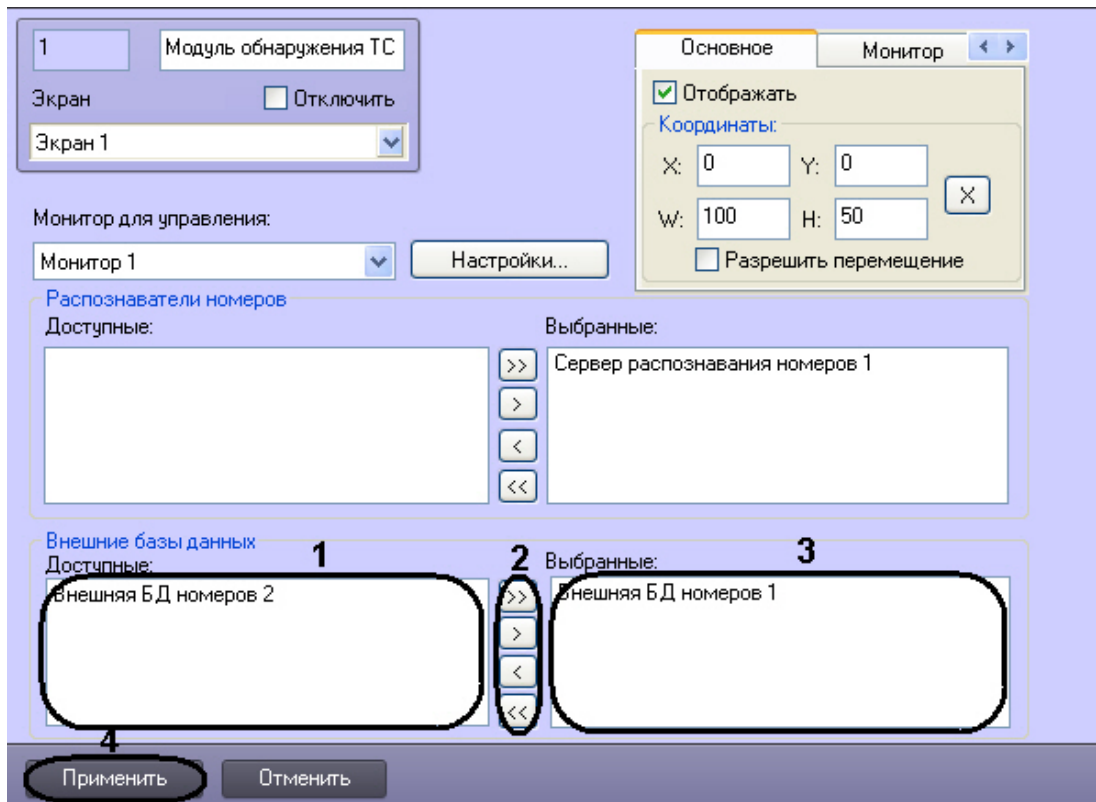 1 Модуль обнаружения ТС
Экран Отключить
Экран 1
Основное Монитор
Отображать
Координаты:
X: 0 Y: 0 X
W: 100 H: 50
Разрешить перемещение
Монитор для управления:
Монитор 1 Настройки...
Распознаватели номеров
Доступные: Выбранные:
Сервер распознавания номеров 1
>>
>
<
<<
Внешние базы данных
1 2 3
Доступные: Выбранные:
Внешняя БД номеров 2 >> Внешняя БД номеров 1
>
<
<<
4
Применить Отменить